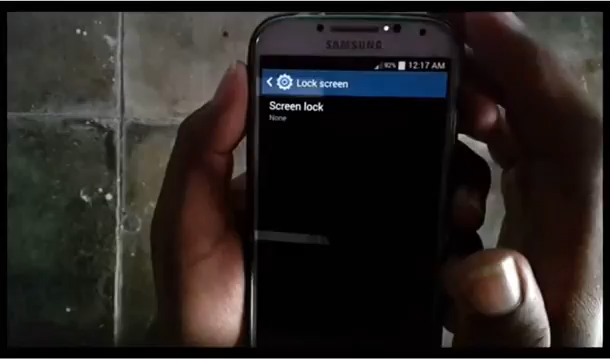 SAMSUNG
92% 12:17 AM
Lock screen
Screen lock
None